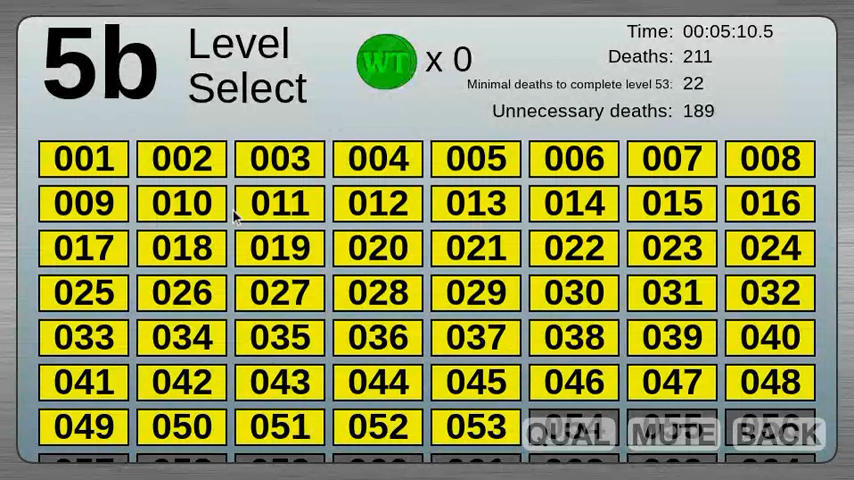 5b
Level
Select
WT x 0
Time: 00:05:10.5
Deaths: 211
Minimal deaths to complete level 53: 22
Unnecessary deaths: 189
001 002 003 004 005 006 007 008
009 010 011 012 013 014 015 016
017 018 019 020 021 022 023 024
025 026 027 028 029 030 031 032
033 034 035 036 037 038 039 040
041 042 043 044 045 046 047 048
049 050 051 052 053 054 055 056
QUAL MUTE BACK